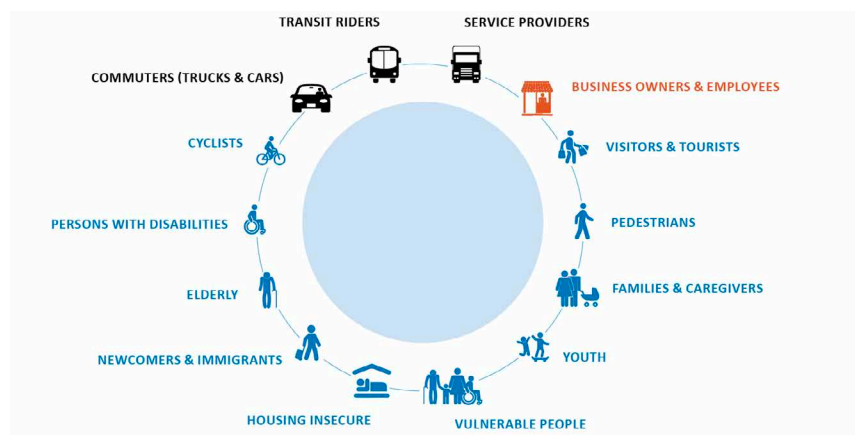 TRANSIT RIDERS
SERVICE PROVIDERS
COMMUTERS (TRUCKS & CARS)
BUSINESS OWNERS & EMPLOYEES
CYCLISTS
VISITORS & TOURISTS
PERSONS WITH DISABILITIES
PEDESTRIANS
ELDERLY
FAMILIES & CAREGIVERS
NEWCOMERS & IMMIGRANTS
YOUTH
HOUSING INSECURE
VULNERABLE PEOPLE